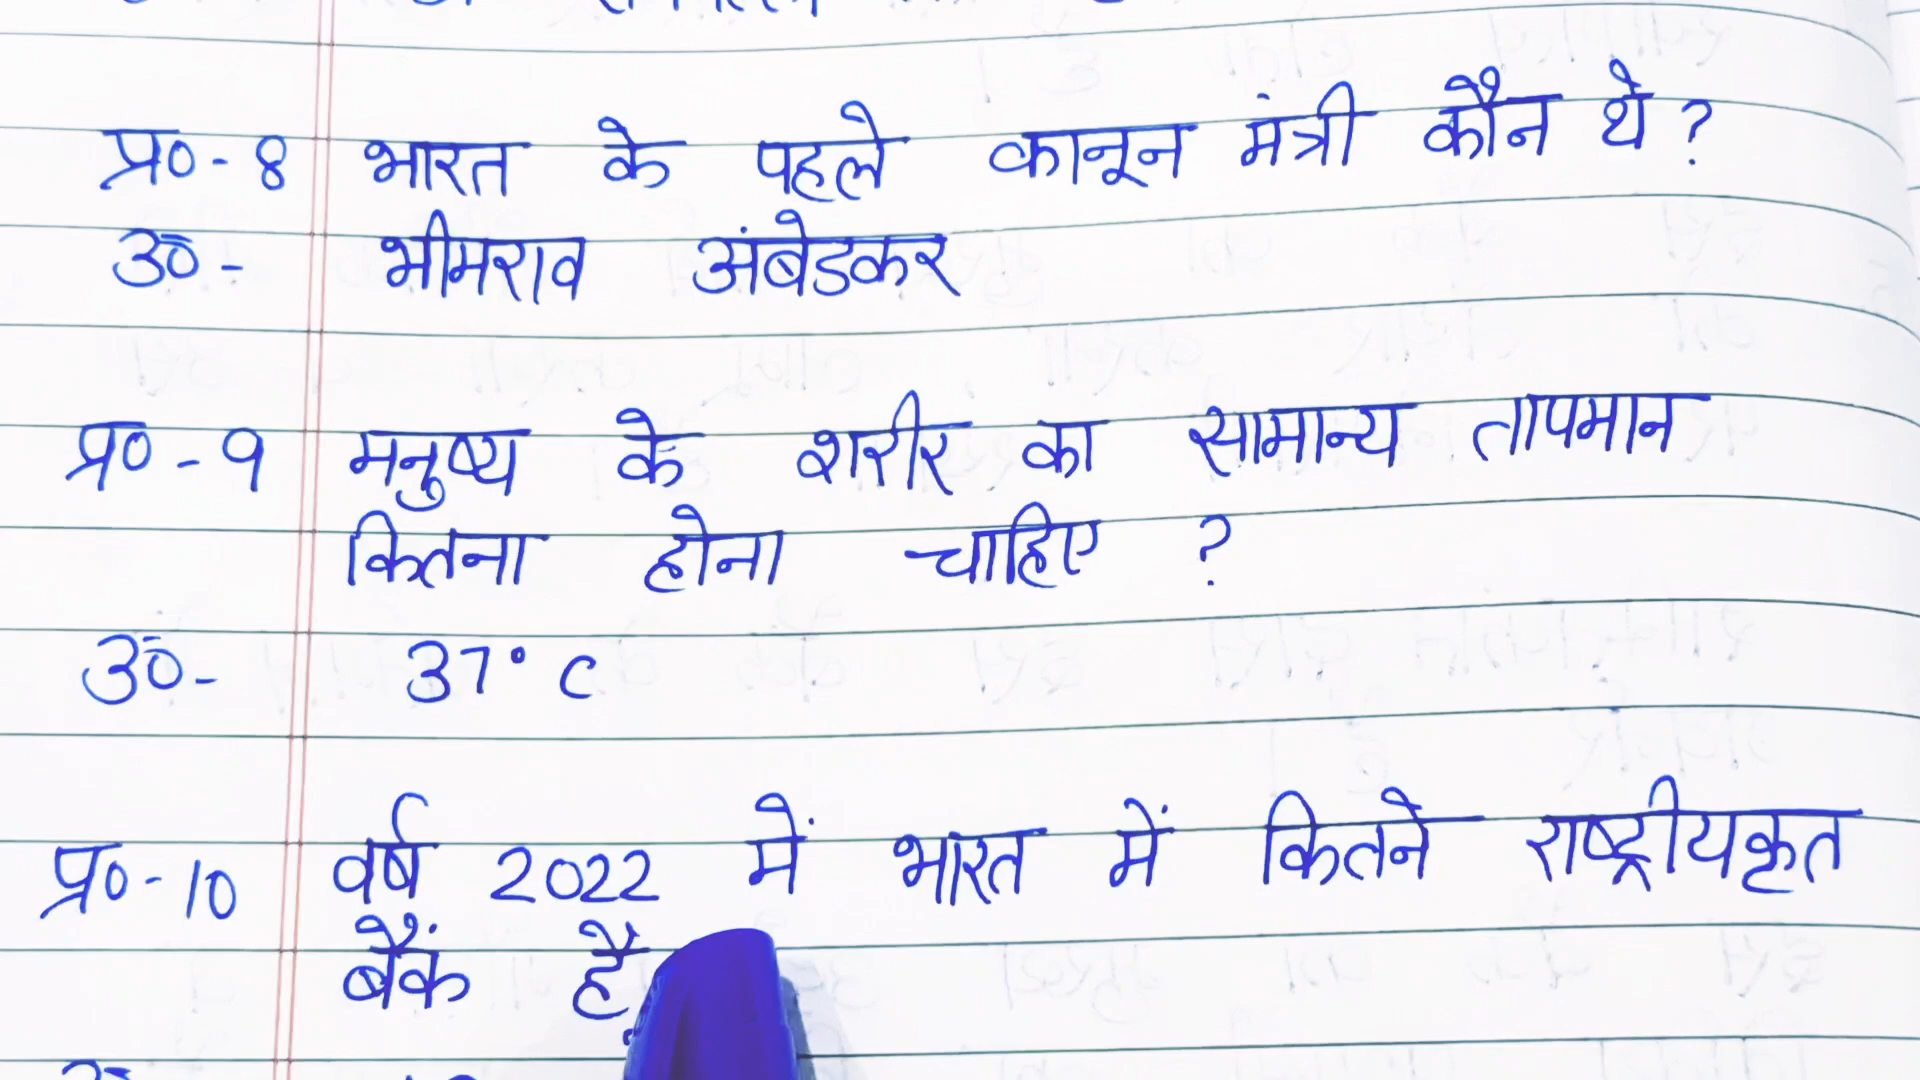 प्र०-8 भारत के पहले कानून मंत्री कौन थे?
उ०- भीमराव अंबेडकर
प्र०-9 मनुष्य के शरीर का सामान्य तापमान
कितना होना चाहिए ?
उ०- 37°C
प्र०-10 वर्ष 2022 में भारत में कितने राष्ट्रीयकृत
बैंक हैं